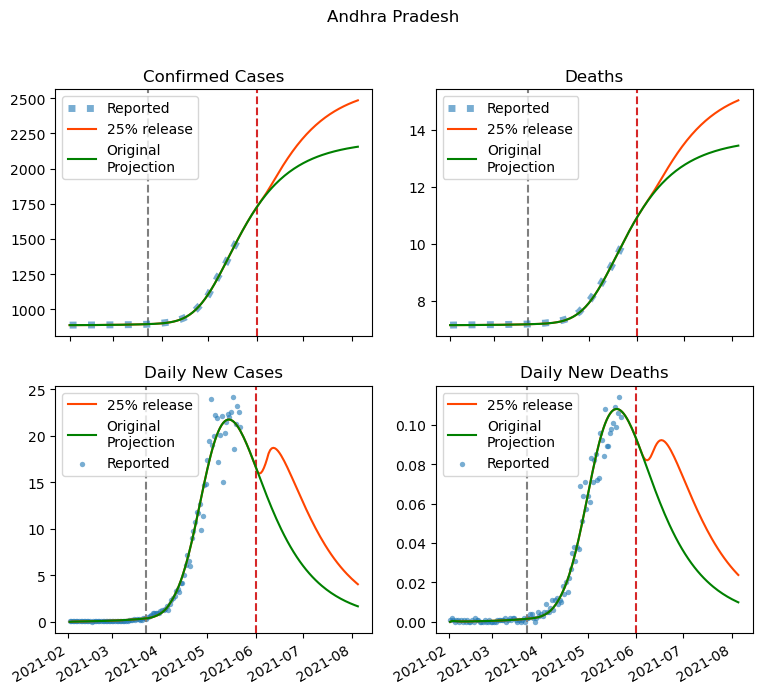 Andhra Pradesh
Confirmed Cases
2500
2250
2000
1750
1500
1250
1000
Reported
25% release
Original
Projection
Deaths
14
12
10
8
Reported
25% release
Original
Projection
Daily New Cases
25
20
15
10
5
0
25% release
Original
Projection
Reported
2021-02
2021-03
2021-04
2021-05
2021-06
2021-07
2021-08
Daily New Deaths
0.10
0.08
0.06
0.04
0.02
0.00
25% release
Original
Projection
Reported
2021-02
2021-03
2021-04
2021-05
2021-06
2021-07
2021-08